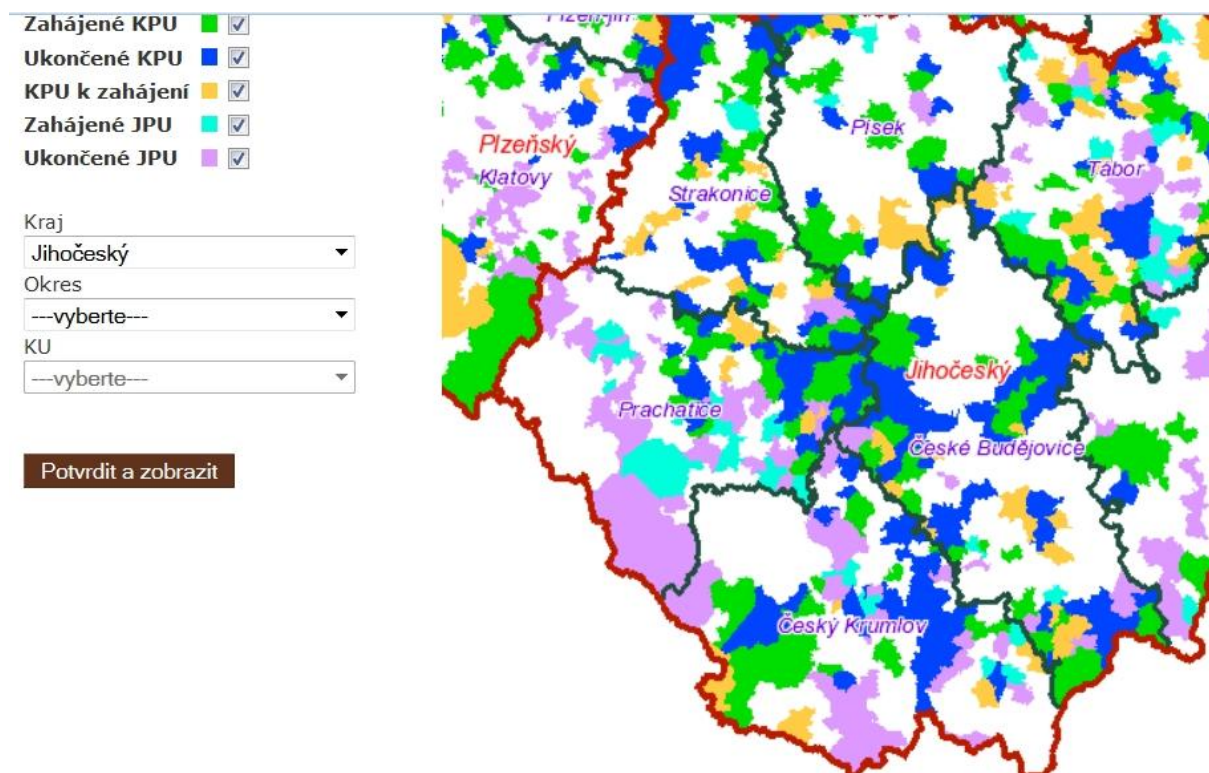 Zahájené KPU
Ukončené KPU
KPU k zahájení
Zahájené JPU
Ukončené JPU
Kraj
Jihočeský
Okres
---vyberte---
KU
---vyberte---
Potvrdit a zobrazit
Písek
Plzeňský
Klatovy
Tábor
Strakonice
Jihočeský
Prachatice
České Budějovice
Český Krumlov